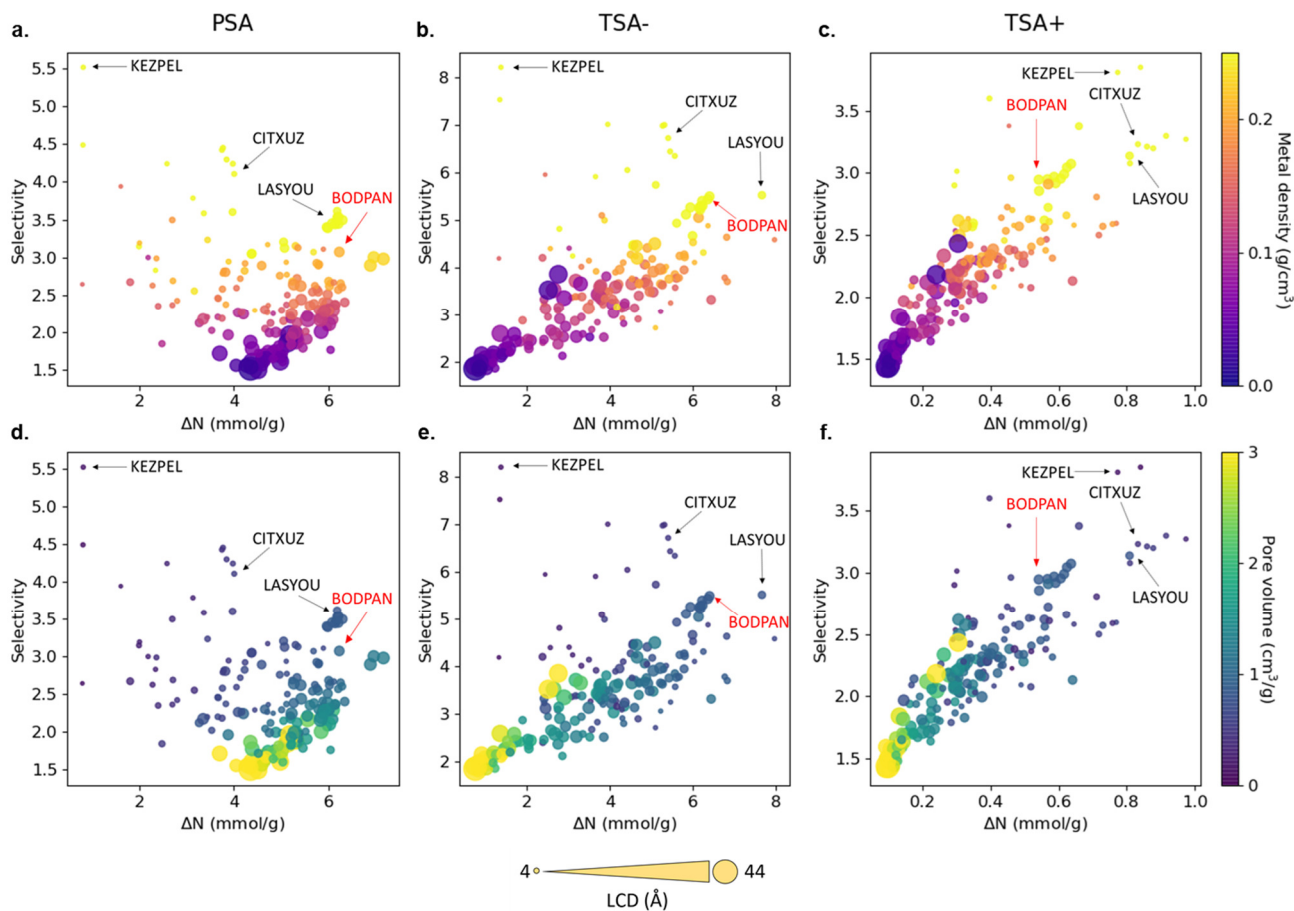 a. PSA
b. TSA-
c. TSA+
5.5
5.0
4.5
4.0
3.5
3.0
2.5
2.0
1.5
Selectivity
KEZPEL
CITXUZ
LASYOU
BODPAN
2 4 6
ΔN (mmol/g)
8
7
6
5
4
3
2
Selectivity
KEZPEL
CITXUZ
LASYOU
BODPAN
2 4 6 8
ΔN (mmol/g)
3.5
3.0
2.5
2.0
1.5
Selectivity
KEZPEL
CITXUZ
BODPAN
LASYOU
0.2 0.4 0.6 0.8 1.0
ΔN (mmol/g)
0.2
0.1
0.0
Metal density (g/cm³)
d.
5.5
5.0
4.5
4.0
3.5
3.0
2.5
2.0
1.5
Selectivity
KEZPEL
CITXUZ
LASYOU
BODPAN
2 4 6
ΔN (mmol/g)
e.
9
8
7
6
5
4
3
2
Selectivity
KEZPEL
CITXUZ
LASYOU
BODPAN
2 4 6 8
ΔN (mmol/g)
f.
3.5
3.0
2.5
2.0
1.5
Selectivity
KEZPEL
CITXUZ
BODPAN
LASYOU
0.2 0.4 0.6 0.8 1.0
ΔN (mmol/g)
3
2
1
0
Pore volume (cm³/g)
4 44
LCD (Å)